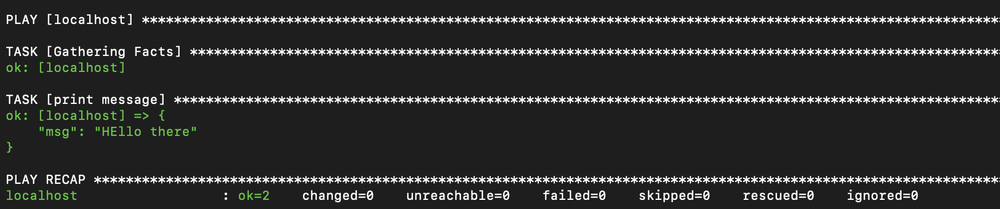 PLAY [localhost] **********************************************************************************************************
TASK [Gathering Facts] ****************************************************************************************************
ok: [localhost]
TASK [print message] ******************************************************************************************************
ok: [localhost] => {
    "msg": "HEllo there"
}
PLAY RECAP ****************************************************************************************************************
localhost                  : ok=2    changed=0    unreachable=0    failed=0    skipped=0    rescued=0    ignored=0